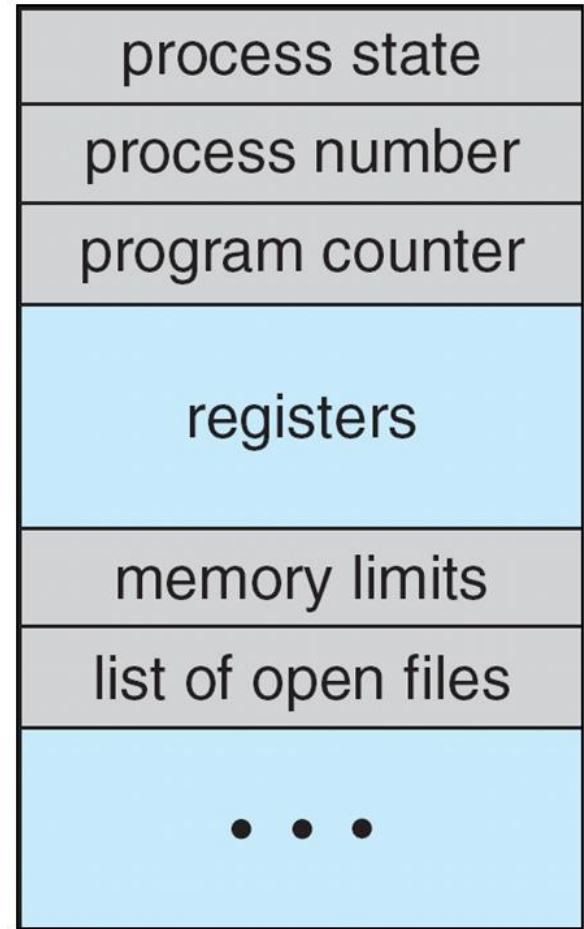 process state
process number
program counter
registers
memory limits
list of open files
• • •